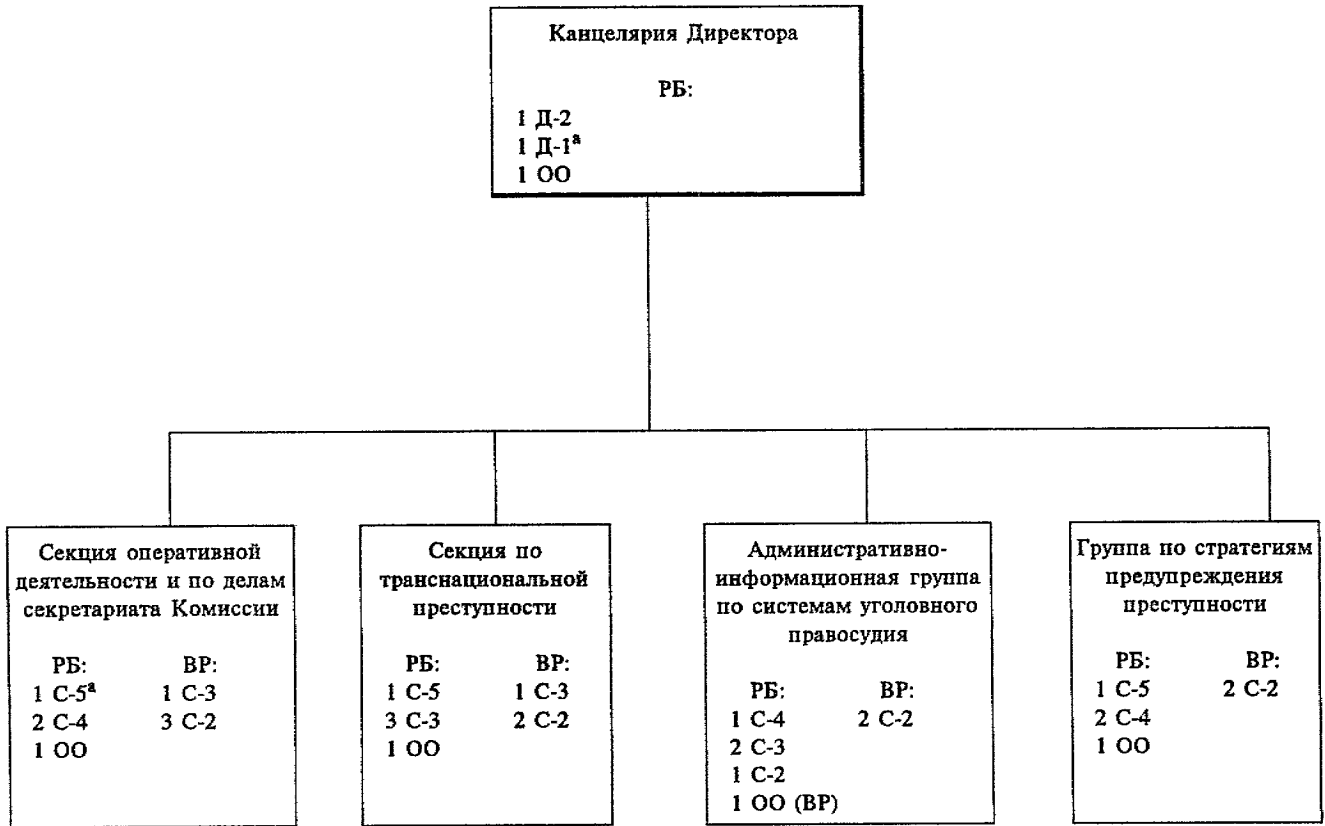 Канцелярия Директора
РБ:
1 Д-2
1 Д-1ª
1 ОО
Секция оперативной
деятельности и по делам
секретариата Комиссии
РБ: ВР:
1 С-5ª 1 С-3
2 С-4 3 С-2
1 ОО
Секция по
транснациональной
преступности
РБ: ВР:
1 С-5 1 С-3
3 С-3 2 С-2
1 ОО
Административно-
информационная группа
по системам уголовного
правосудия
РБ: ВР:
1 С-4 2 С-2
2 С-3
1 С-2
1 ОО (ВР)
Группа по стратегиям
предупреждения
преступности
РБ: ВР:
1 С-5 2 С-2
2 С-4
1 ОО